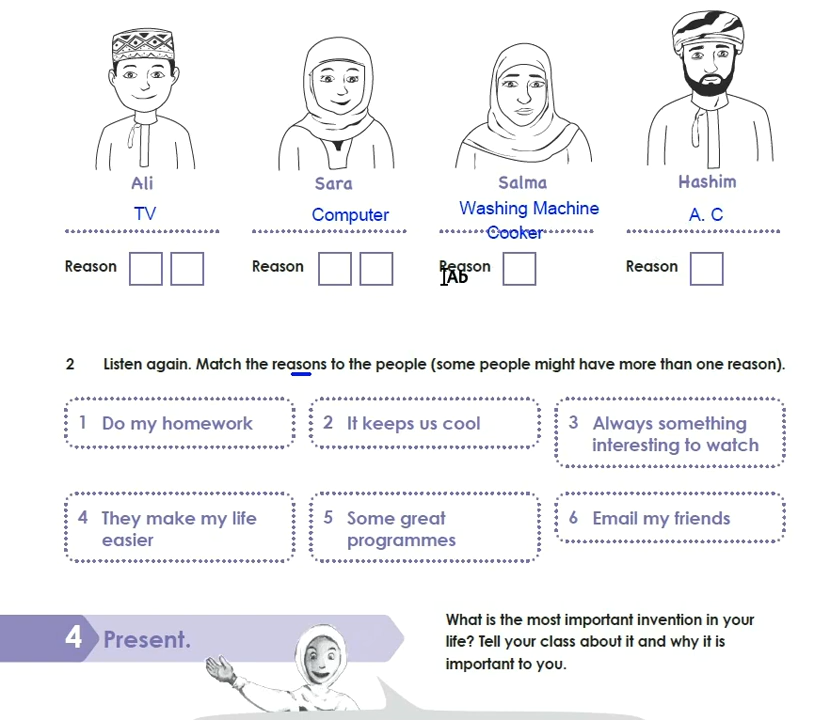 Ali
Sara
Salma
Hashim
TV
Computer
Washing Machine
Cooker
A. C
Reason
Reason
Reason
Ab
Reason
2 Listen again. Match the reasons to the people (some people might have more than one reason).
1 Do my homework
2 It keeps us cool
3 Always something
interesting to watch
4 They make my life
easier
5 Some great
programmes
6 Email my friends
4 Present.
What is the most important invention in your
life? Tell your class about it and why it is
important to you.